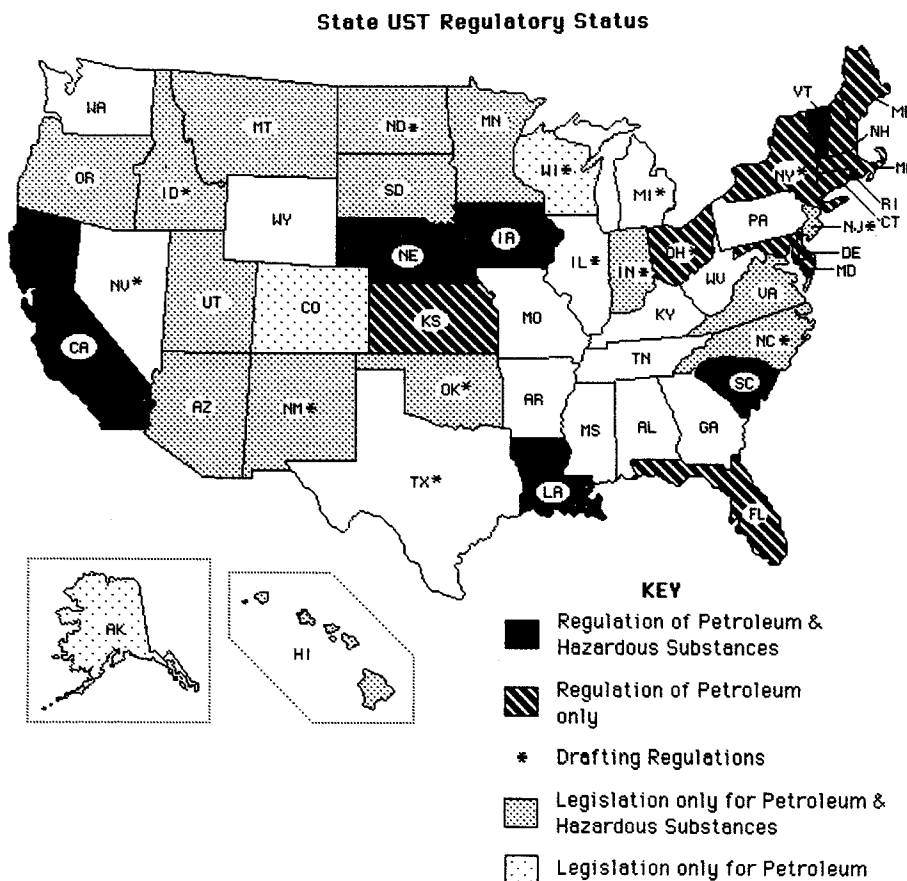 State UST Regulatory Status
WA
MT
ND*
MN
VT
ME
NH
MA
OR
ID*
SD
WI*
MI*
NY*
RI
CT
WY
PA
NJ*
NE
IA
DE
MD
NV*
UT
CO
IL*
IN*
OH*
WV
VA
KS
MO
KY
CA
TN
NC*
AZ
NM*
OK*
AR
SC
MS
AL
GA
TX*
LA
FL
AK
HI
KEY
Regulation of Petroleum &
Hazardous Substances
Regulation of Petroleum
only
* Drafting Regulations
Legislation only for Petroleum &
Hazardous Substances
Legislation only for Petroleum